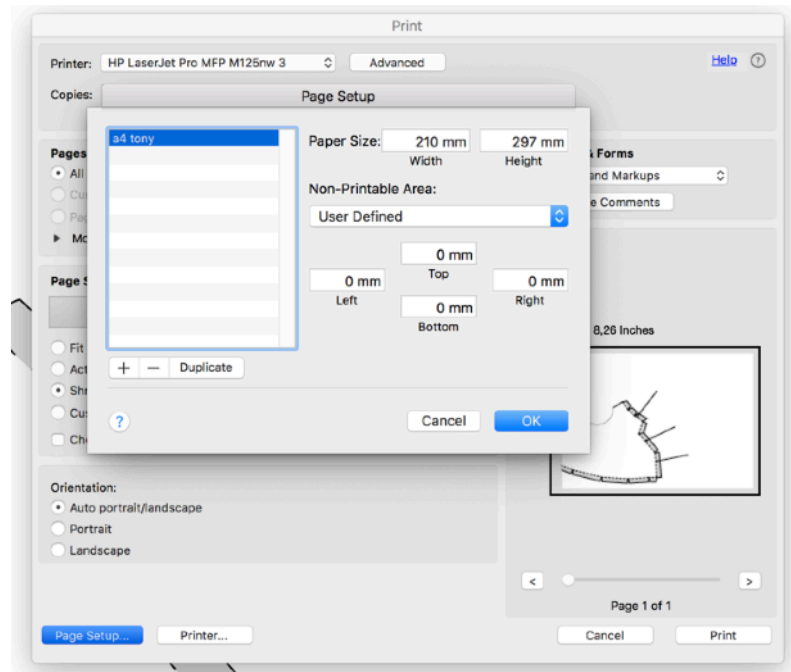 Print
Printer: HP LaserJet Pro MFP M125nw 3 Advanced Help ?
Copies: Page Setup
a4 tony
Paper Size: 210 mm 297 mm
Width Height
Non-Printable Area:
User Defined
0 mm
Top
0 mm 0 mm
Left Right
0 mm
Bottom
+ − Duplicate
? Cancel OK
Pages
All
& Forms
and Markups
Comments
Page S
Fit
Act
Shr
Cus
8,26 Inches
Orientation:
Auto portrait/landscape
Portrait
Landscape
< >
Page 1 of 1
Page Setup... Printer... Cancel Print